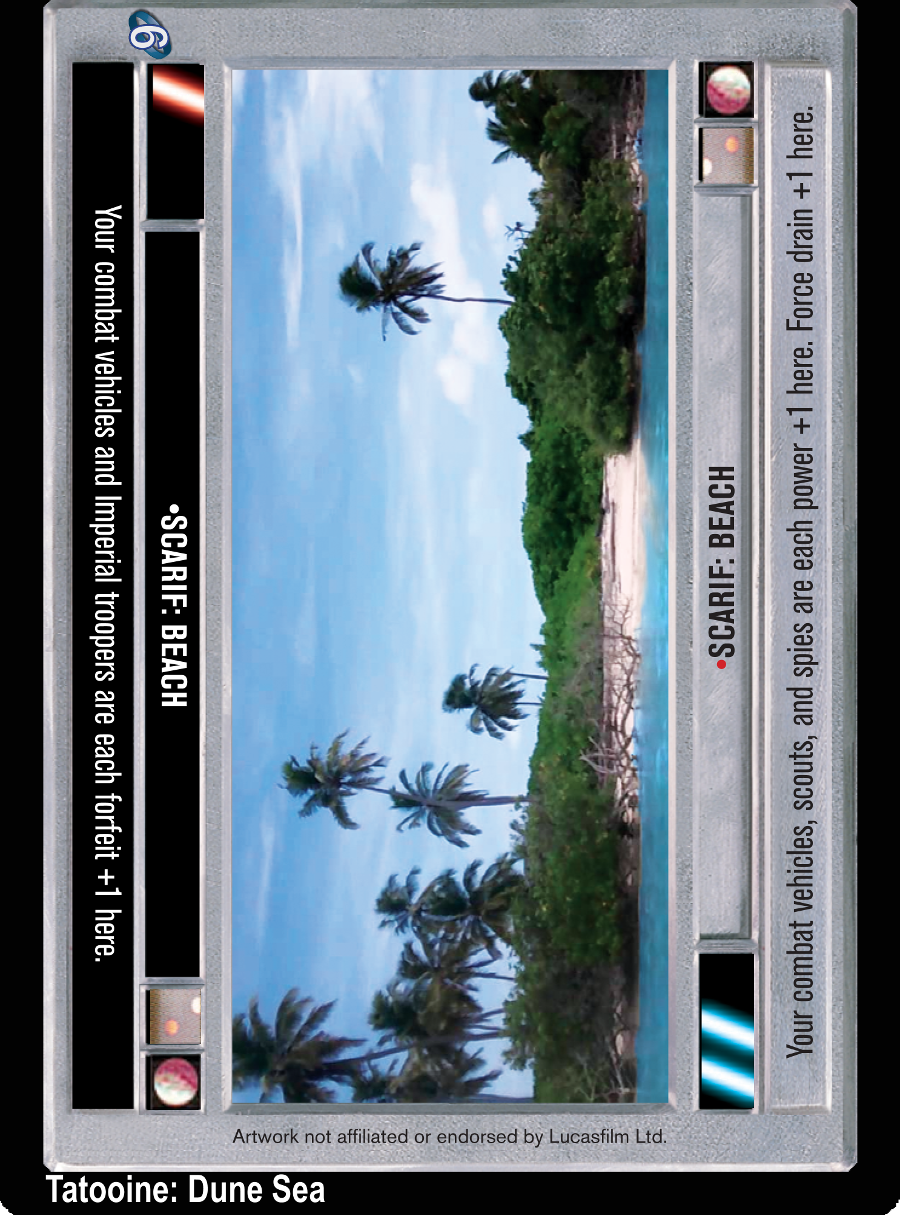 Your combat vehicles and Imperial troopers are each forfeit +1 here.
•SCARIF: BEACH
•SCARIF: BEACH
Your combat vehicles, scouts, and spies are each power +1 here. Force drain +1 here.
Artwork not affiliated or endorsed by Lucasfilm Ltd.
Tatooine: Dune Sea